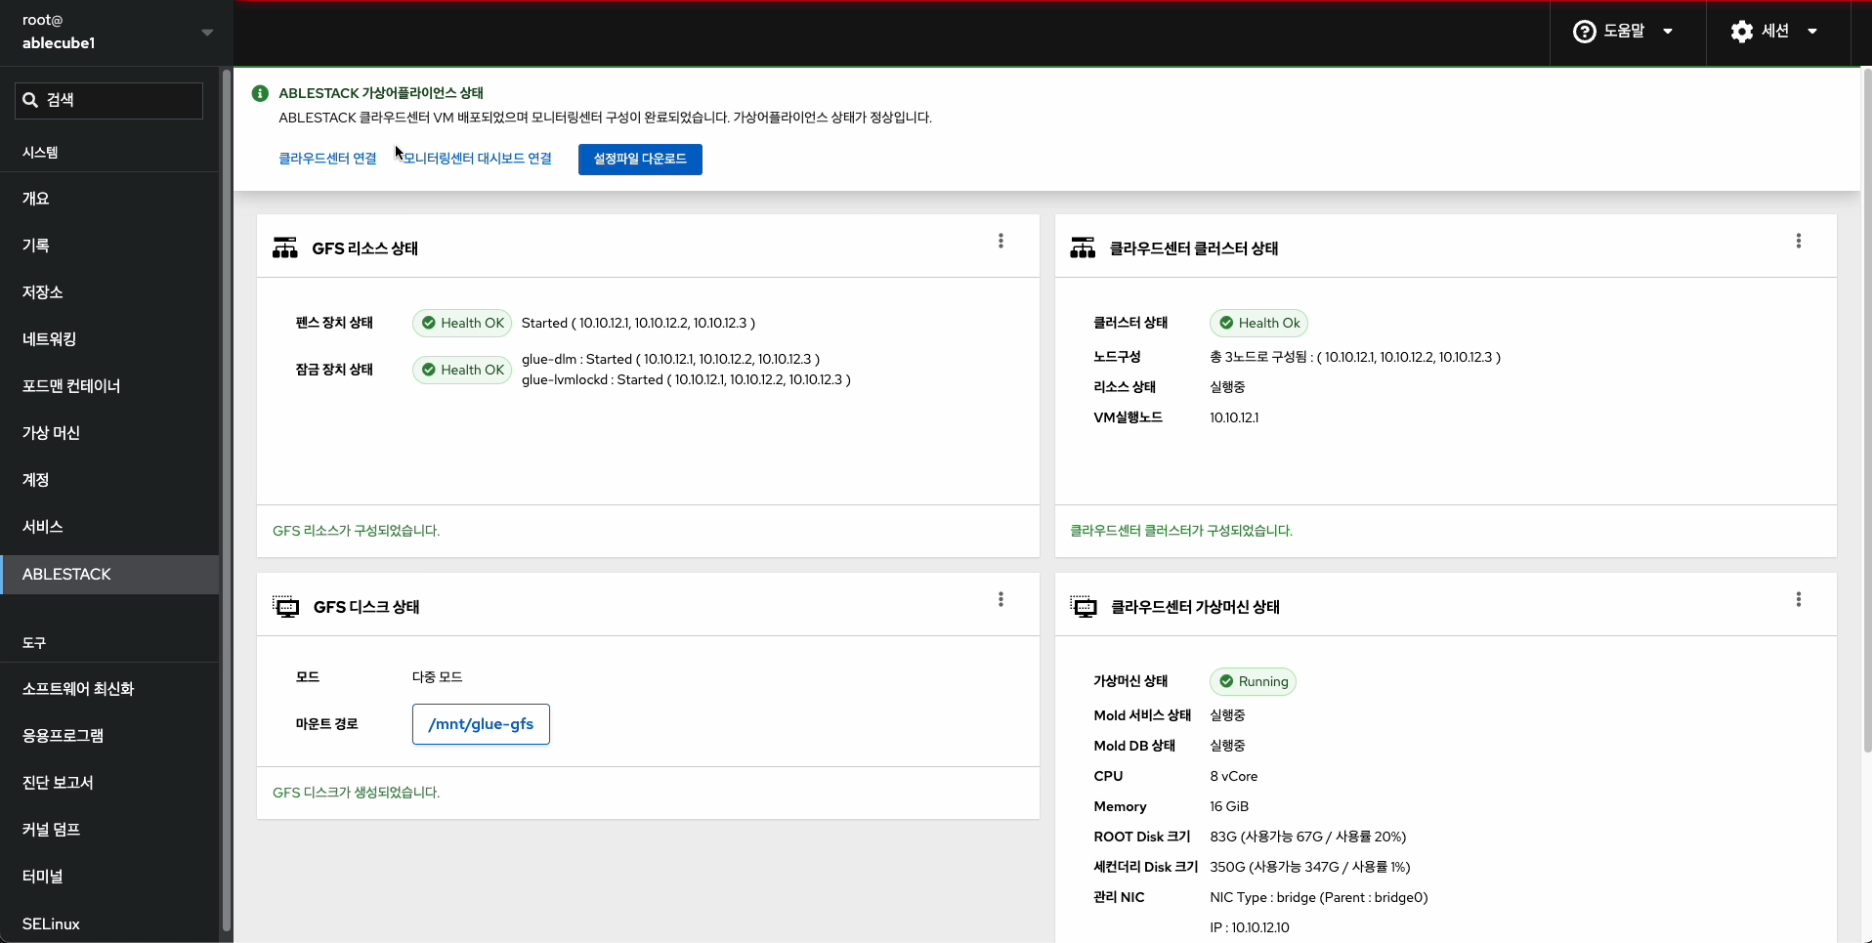 root@
ablecube1
도움말
세션
검색
시스템
개요
기록
저장소
네트워킹
포드맨 컨테이너
가상 머신
계정
서비스
ABLESTACK
도구
소프트웨어 최신화
응용프로그램
진단 보고서
커널 덤프
터미널
SELinux
ABLESTACK 가상어플라이언스 상태
ABLESTACK 클라우드센터 VM 배포되었으며 모니터링센터 구성이 완료되었습니다. 가상어플라이언스 상태가 정상입니다.
클라우드센터 연결 모니터링센터 대시보드 연결 설정파일 다운로드
GFS 리소스 상태
펜스 장치 상태 Health OK Started ( 10.10.12.1, 10.10.12.2, 10.10.12.3 )
잠금 장치 상태 Health OK glue-dlm : Started ( 10.10.12.1, 10.10.12.2, 10.10.12.3 )
glue-lvmlockd : Started ( 10.10.12.1, 10.10.12.2, 10.10.12.3 )
GFS 리소스가 구성되었습니다.
클라우드센터 클러스터 상태
클러스터 상태 Health Ok
노드구성 총 3노드로 구성됨 : ( 10.10.12.1, 10.10.12.2, 10.10.12.3 )
리소스 상태 실행중
VM실행노드 10.10.12.1
클라우드센터 클러스터가 구성되었습니다.
GFS 디스크 상태
모드 다중 모드
마운트 경로 /mnt/glue-gfs
GFS 디스크가 생성되었습니다.
클라우드센터 가상머신 상태
가상머신 상태 Running
Mold 서비스 상태 실행중
Mold DB 상태 실행중
CPU 8 vCore
Memory 16 GiB
ROOT Disk 크기 83G (사용가능 67G / 사용률 20%)
세컨더리 Disk 크기 350G (사용가능 347G / 사용률 1%)
관리 NIC NIC Type : bridge (Parent : bridge0)
IP : 10.10.12.10